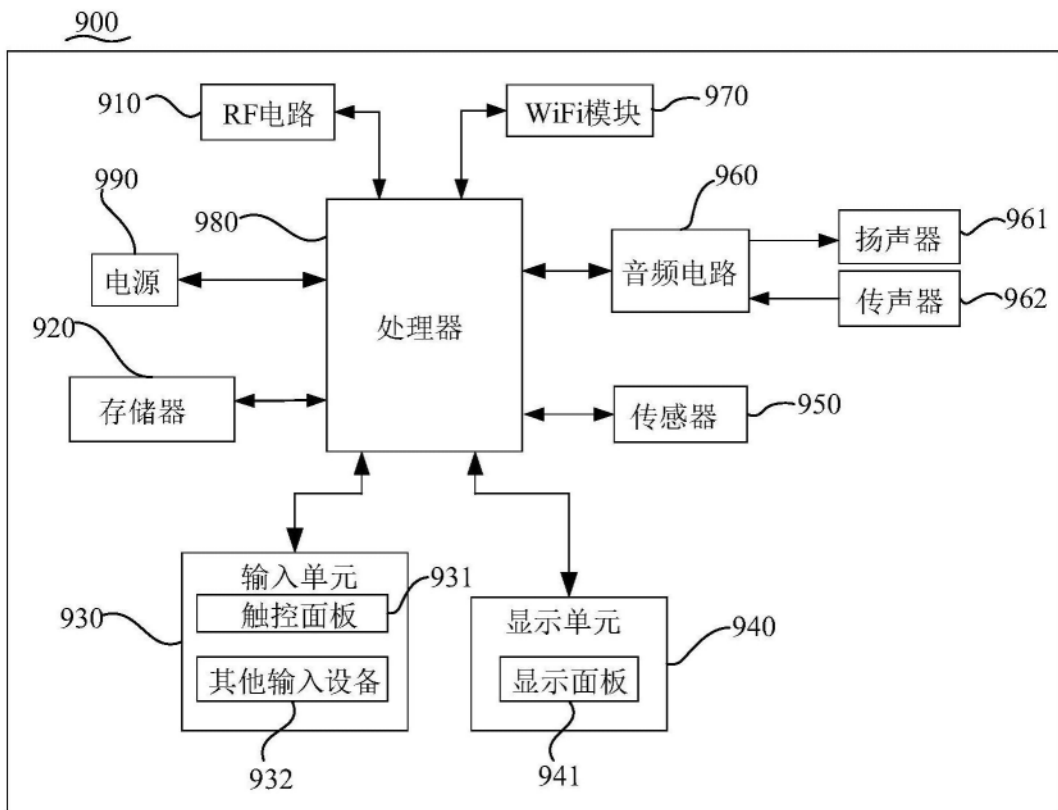 900
910
RF电路
WiFi模块
970
990
980
960
961
扬声器
电源
音频电路
传声器
962
处理器
920
存储器
传感器
950
输入单元
931
930
触控面板
显示单元
940
其他输入设备
显示面板
932
941